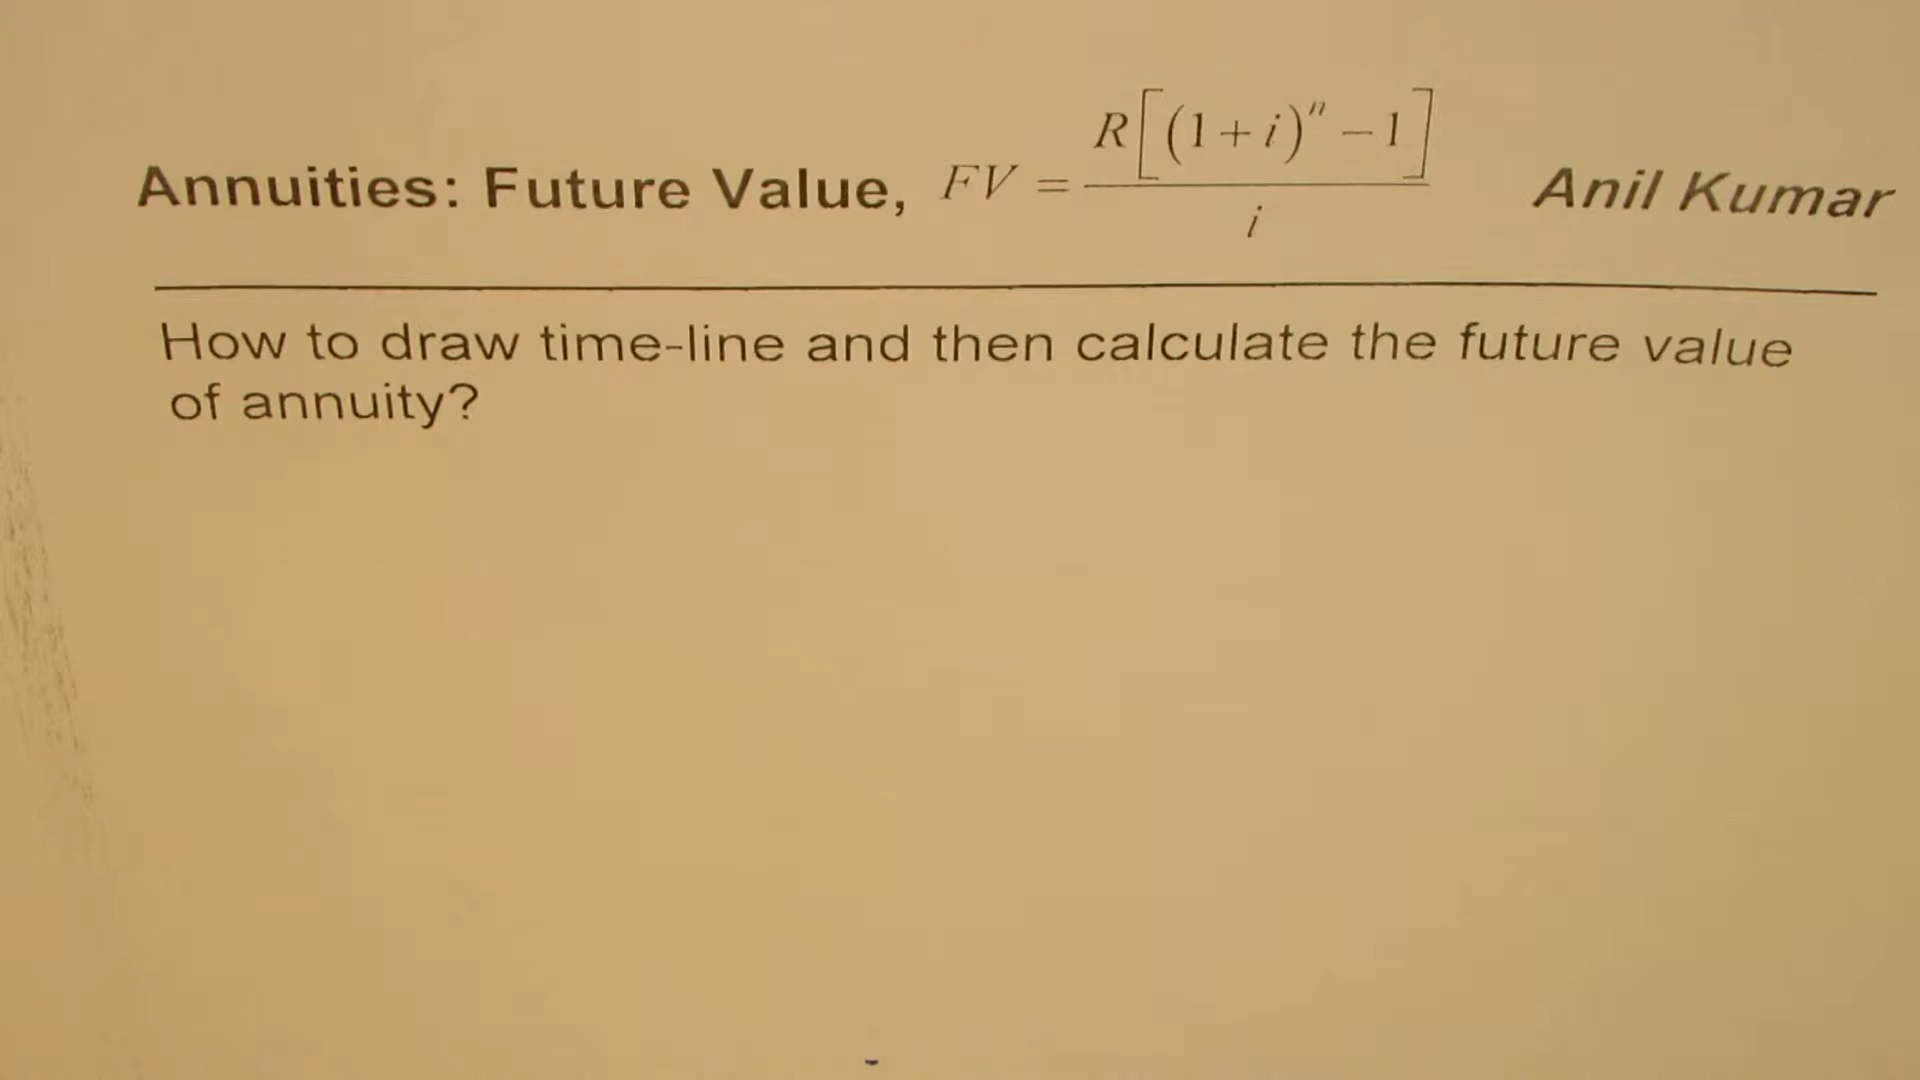 Annuities: Future Value, FV = R[(1+i)^n − 1] / i Anil Kumar
How to draw time-line and then calculate the future value
of annuity?